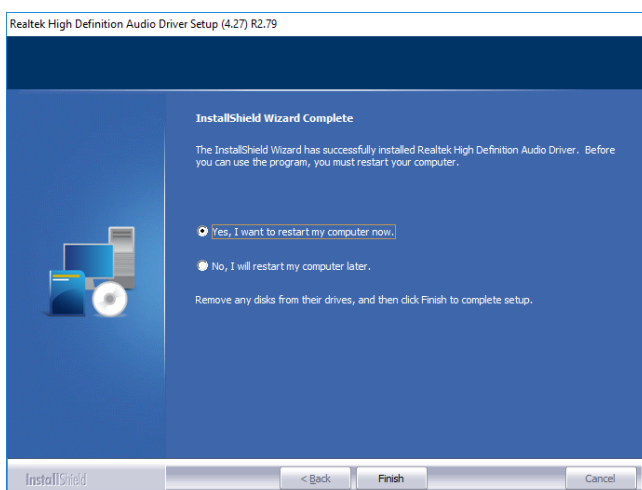 Realtek High Definition Audio Driver Setup (4.27) R2.79
InstallShield Wizard Complete
The InstallShield Wizard has successfully installed Realtek High Definition Audio Driver.  Before
you can use the program, you must restart your computer.
Yes, I want to restart my computer now.
No, I will restart my computer later.
Remove any disks from their drives, and then click Finish to complete setup.
InstallShield
< Back
Finish
Cancel